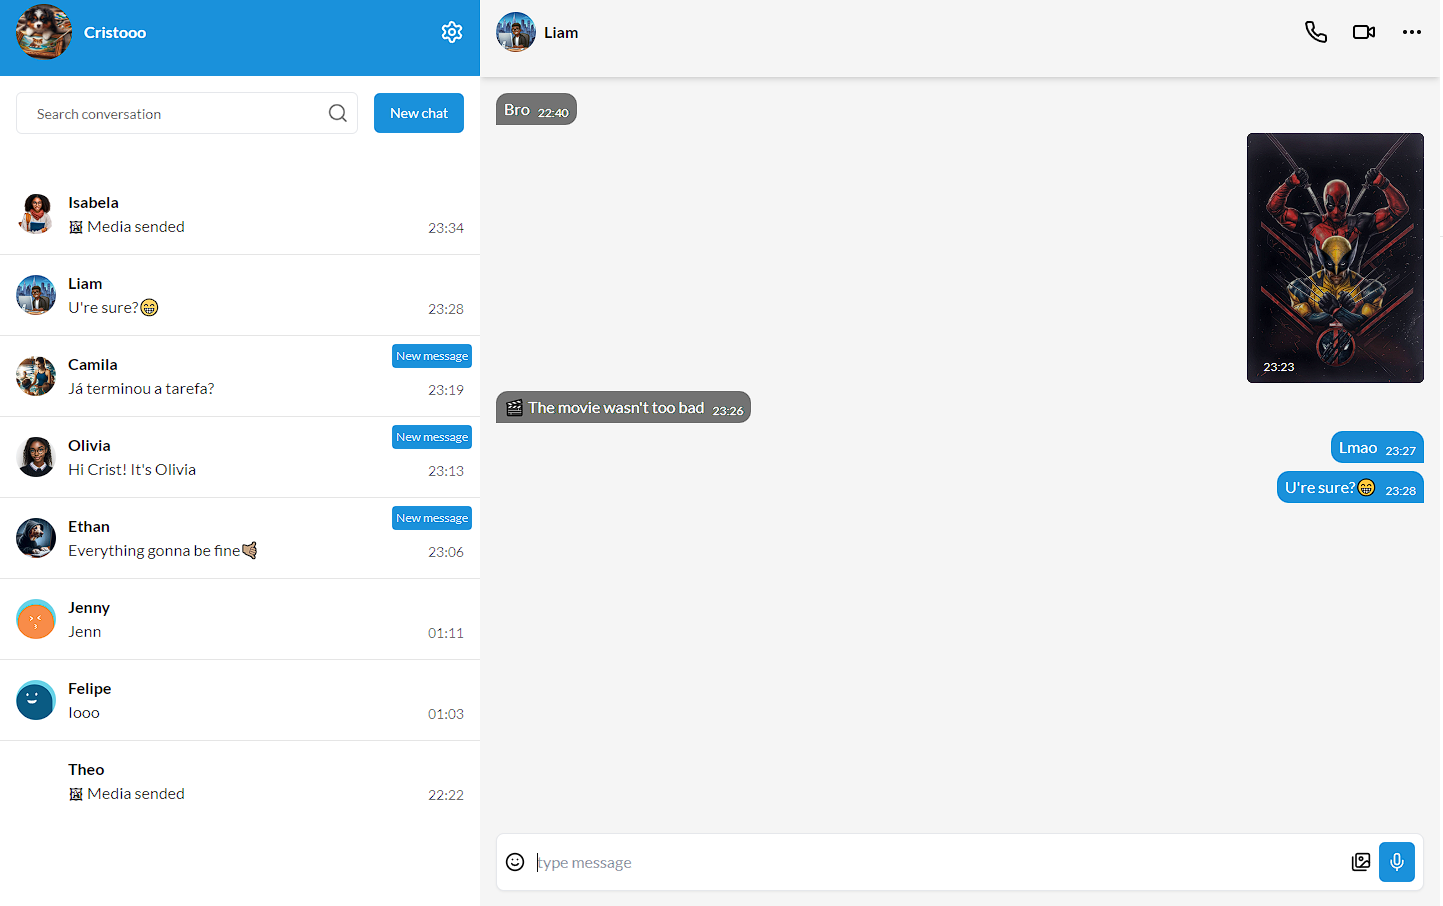 Cristooo
Search conversation
New chat
Isabela
🖼 Media sended
23:34
Liam
U're sure?😁
23:28
Camila
New message
Já terminou a tarefa?
23:19
Olivia
New message
Hi Crist! It's Olivia
23:13
Ethan
New message
Everything gonna be fine🤙🏽
23:06
Jenny
Jenn
01:11
Felipe
Iooo
01:03
Theo
🖼 Media sended
22:22
Liam
Bro 22:40
23:23
🎬 The movie wasn't too bad 23:26
Lmao 23:27
U're sure?😁 23:28
type message